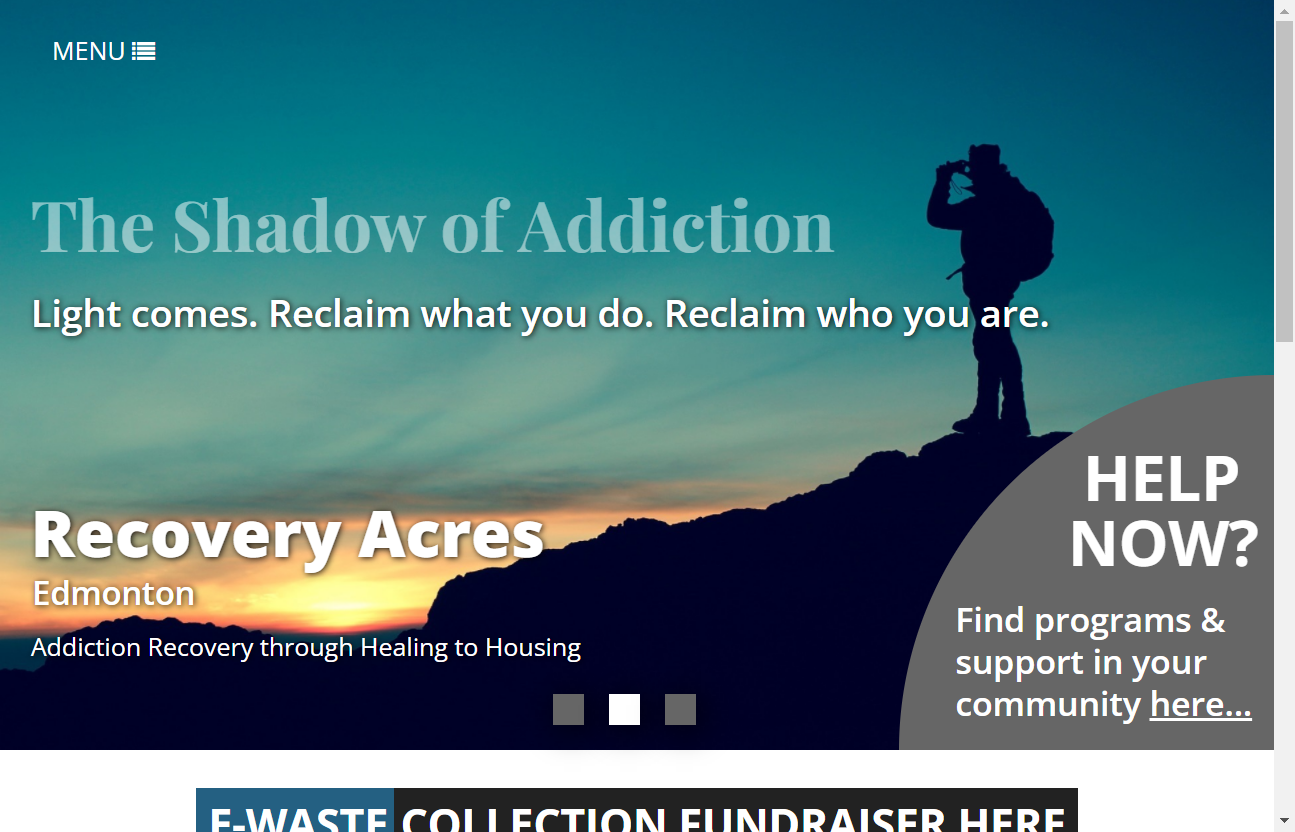 MENU
The Shadow of Addiction
Light comes. Reclaim what you do. Reclaim who you are.
Recovery Acres
Edmonton
Addiction Recovery through Healing to Housing
HELP
NOW?
Find programs &
support in your
community here...
E-WASTE COLLECTION FUNDRAISER HERE